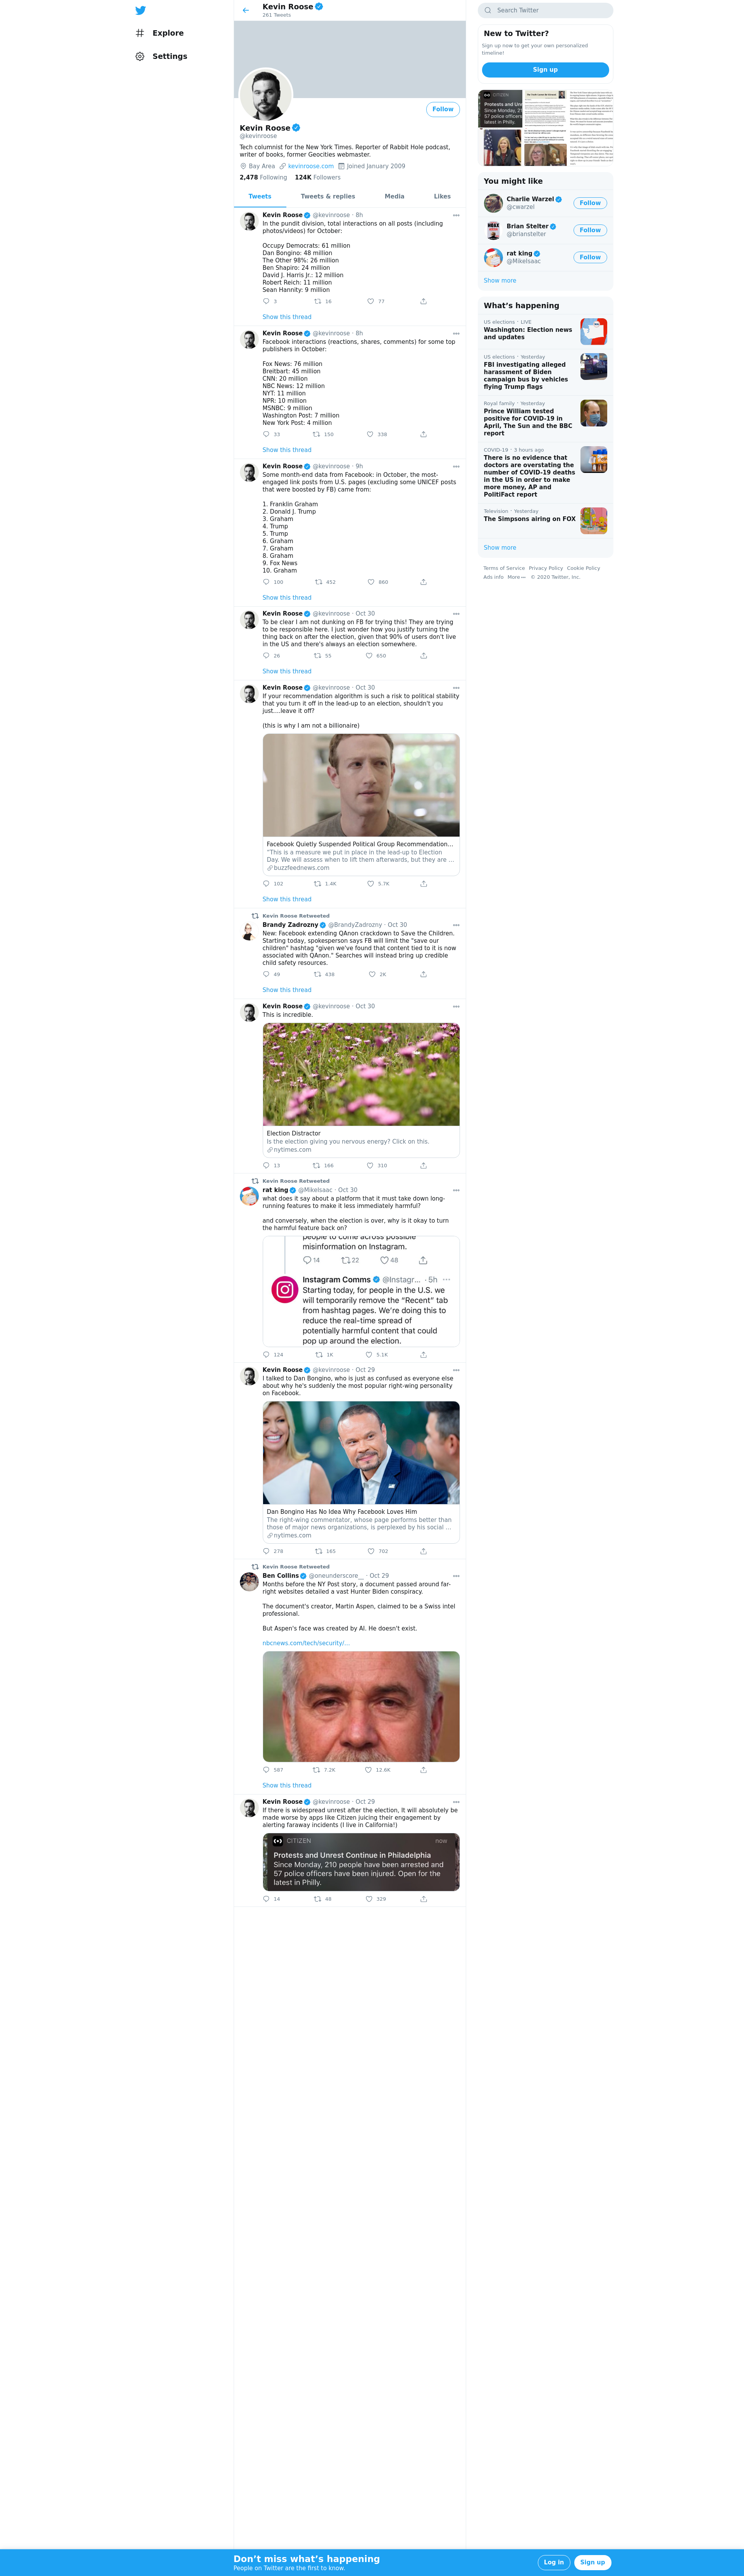 Explore
Settings
Kevin Roose
261 Tweets
Follow
Kevin Roose
@kevinroose
Tech columnist for the New York Times. Reporter of Rabbit Hole podcast,
writer of books, former Geocities webmaster.
Bay Area kevinroose.com Joined January 2009
2,478 Following 124K Followers
Tweets Tweets & replies Media Likes
Kevin Roose @kevinroose · 8h
In the pundit division, total interactions on all posts (including
photos/videos) for October:
Occupy Democrats: 61 million
Dan Bongino: 48 million
The Other 98%: 26 million
Ben Shapiro: 24 million
David J. Harris Jr.: 12 million
Robert Reich: 11 million
Sean Hannity: 9 million
3 16 77
Show this thread
Kevin Roose @kevinroose · 8h
Facebook interactions (reactions, shares, comments) for some top
publishers in October:
Fox News: 76 million
Breitbart: 45 million
CNN: 20 million
NBC News: 12 million
NYT: 11 million
NPR: 10 million
MSNBC: 9 million
Washington Post: 7 million
New York Post: 4 million
33 150 338
Show this thread
Kevin Roose @kevinroose · 9h
Some month-end data from Facebook: in October, the most-
engaged link posts from U.S. pages (excluding some UNICEF posts
that were boosted by FB) came from:
1. Franklin Graham
2. Donald J. Trump
3. Graham
4. Trump
5. Trump
6. Graham
7. Graham
8. Graham
9. Fox News
10. Graham
100 452 860
Show this thread
Kevin Roose @kevinroose · Oct 30
To be clear I am not dunking on FB for trying this! They are trying
to be responsible here. I just wonder how you justify turning the
thing back on after the election, given that 90% of users don't live
in the US and there's always an election somewhere.
26 55 650
Show this thread
Kevin Roose @kevinroose · Oct 30
If your recommendation algorithm is such a risk to political stability
that you turn it off in the lead-up to an election, shouldn't you
just....leave it off?
(this is why I am not a billionaire)
Facebook Quietly Suspended Political Group Recommendation...
"This is a measure we put in place in the lead-up to Election
Day. We will assess when to lift them afterwards, but they are ...
buzzfeednews.com
102 1.4K 5.7K
Show this thread
Kevin Roose Retweeted
Brandy Zadrozny @BrandyZadrozny · Oct 30
New: Facebook extending QAnon crackdown to Save the Children.
Starting today, spokesperson says FB will limit the "save our
children" hashtag "given we've found that content tied to it is now
associated with QAnon." Searches will instead bring up credible
child safety resources.
49 438 2K
Show this thread
Kevin Roose @kevinroose · Oct 30
This is incredible.
Election Distractor
Is the election giving you nervous energy? Click on this.
nytimes.com
13 166 310
Kevin Roose Retweeted
rat king @MikeIsaac · Oct 30
what does it say about a platform that it must take down long-
running features to make it less immediately harmful?
and conversely, when the election is over, why is it okay to turn
the harmful feature back on?
people to come across possible
misinformation on Instagram.
14 22 48
Instagram Comms @Instagr... · 5h
Starting today, for people in the U.S. we
will temporarily remove the "Recent" tab
from hashtag pages. We're doing this to
reduce the real-time spread of
potentially harmful content that could
pop up around the election.
124 1K 5.1K
Kevin Roose @kevinroose · Oct 29
I talked to Dan Bongino, who is just as confused as everyone else
about why he's suddenly the most popular right-wing personality
on Facebook.
Dan Bongino Has No Idea Why Facebook Loves Him
The right-wing commentator, whose page performs better than
those of major news organizations, is perplexed by his social ...
nytimes.com
278 165 702
Kevin Roose Retweeted
Ben Collins @oneunderscore__ · Oct 29
Months before the NY Post story, a document passed around far-
right websites detailed a vast Hunter Biden conspiracy.
The document's creator, Martin Aspen, claimed to be a Swiss intel
professional.
But Aspen's face was created by AI. He doesn't exist.
nbcnews.com/tech/security/...
587 7.2K 12.6K
Show this thread
Kevin Roose @kevinroose · Oct 29
If there is widespread unrest after the election, it will absolutely be
made worse by apps like Citizen juicing their engagement by
alerting faraway incidents (I live in California!)
CITIZEN now
Protests and Unrest Continue in Philadelphia
Since Monday, 210 people have been arrested and
57 police officers have been injured. Open for the
latest in Philly.
14 48 329
Search Twitter
New to Twitter?
Sign up now to get your own personalized
timeline!
Sign up
CITIZEN
Protests and Un
Since Monday, 21
57 police officers
latest in Philly.
You might like
Charlie Warzel
@cwarzel
Follow
Brian Stelter
@brianstelter
Follow
rat king
@MikeIsaac
Follow
Show more
What's happening
US elections · LIVE
Washington: Election news
and updates
US elections · Yesterday
FBI investigating alleged
harassment of Biden
campaign bus by vehicles
flying Trump flags
Royal family · Yesterday
Prince William tested
positive for COVID-19 in
April, The Sun and the BBC
report
COVID-19 · 3 hours ago
There is no evidence that
doctors are overstating the
number of COVID-19 deaths
in the US in order to make
more money, AP and
PolitiFact report
Television · Yesterday
The Simpsons airing on FOX
Show more
Terms of Service Privacy Policy Cookie Policy
Ads info More © 2020 Twitter, Inc.
Don't miss what's happening
People on Twitter are the first to know.
Log in Sign up